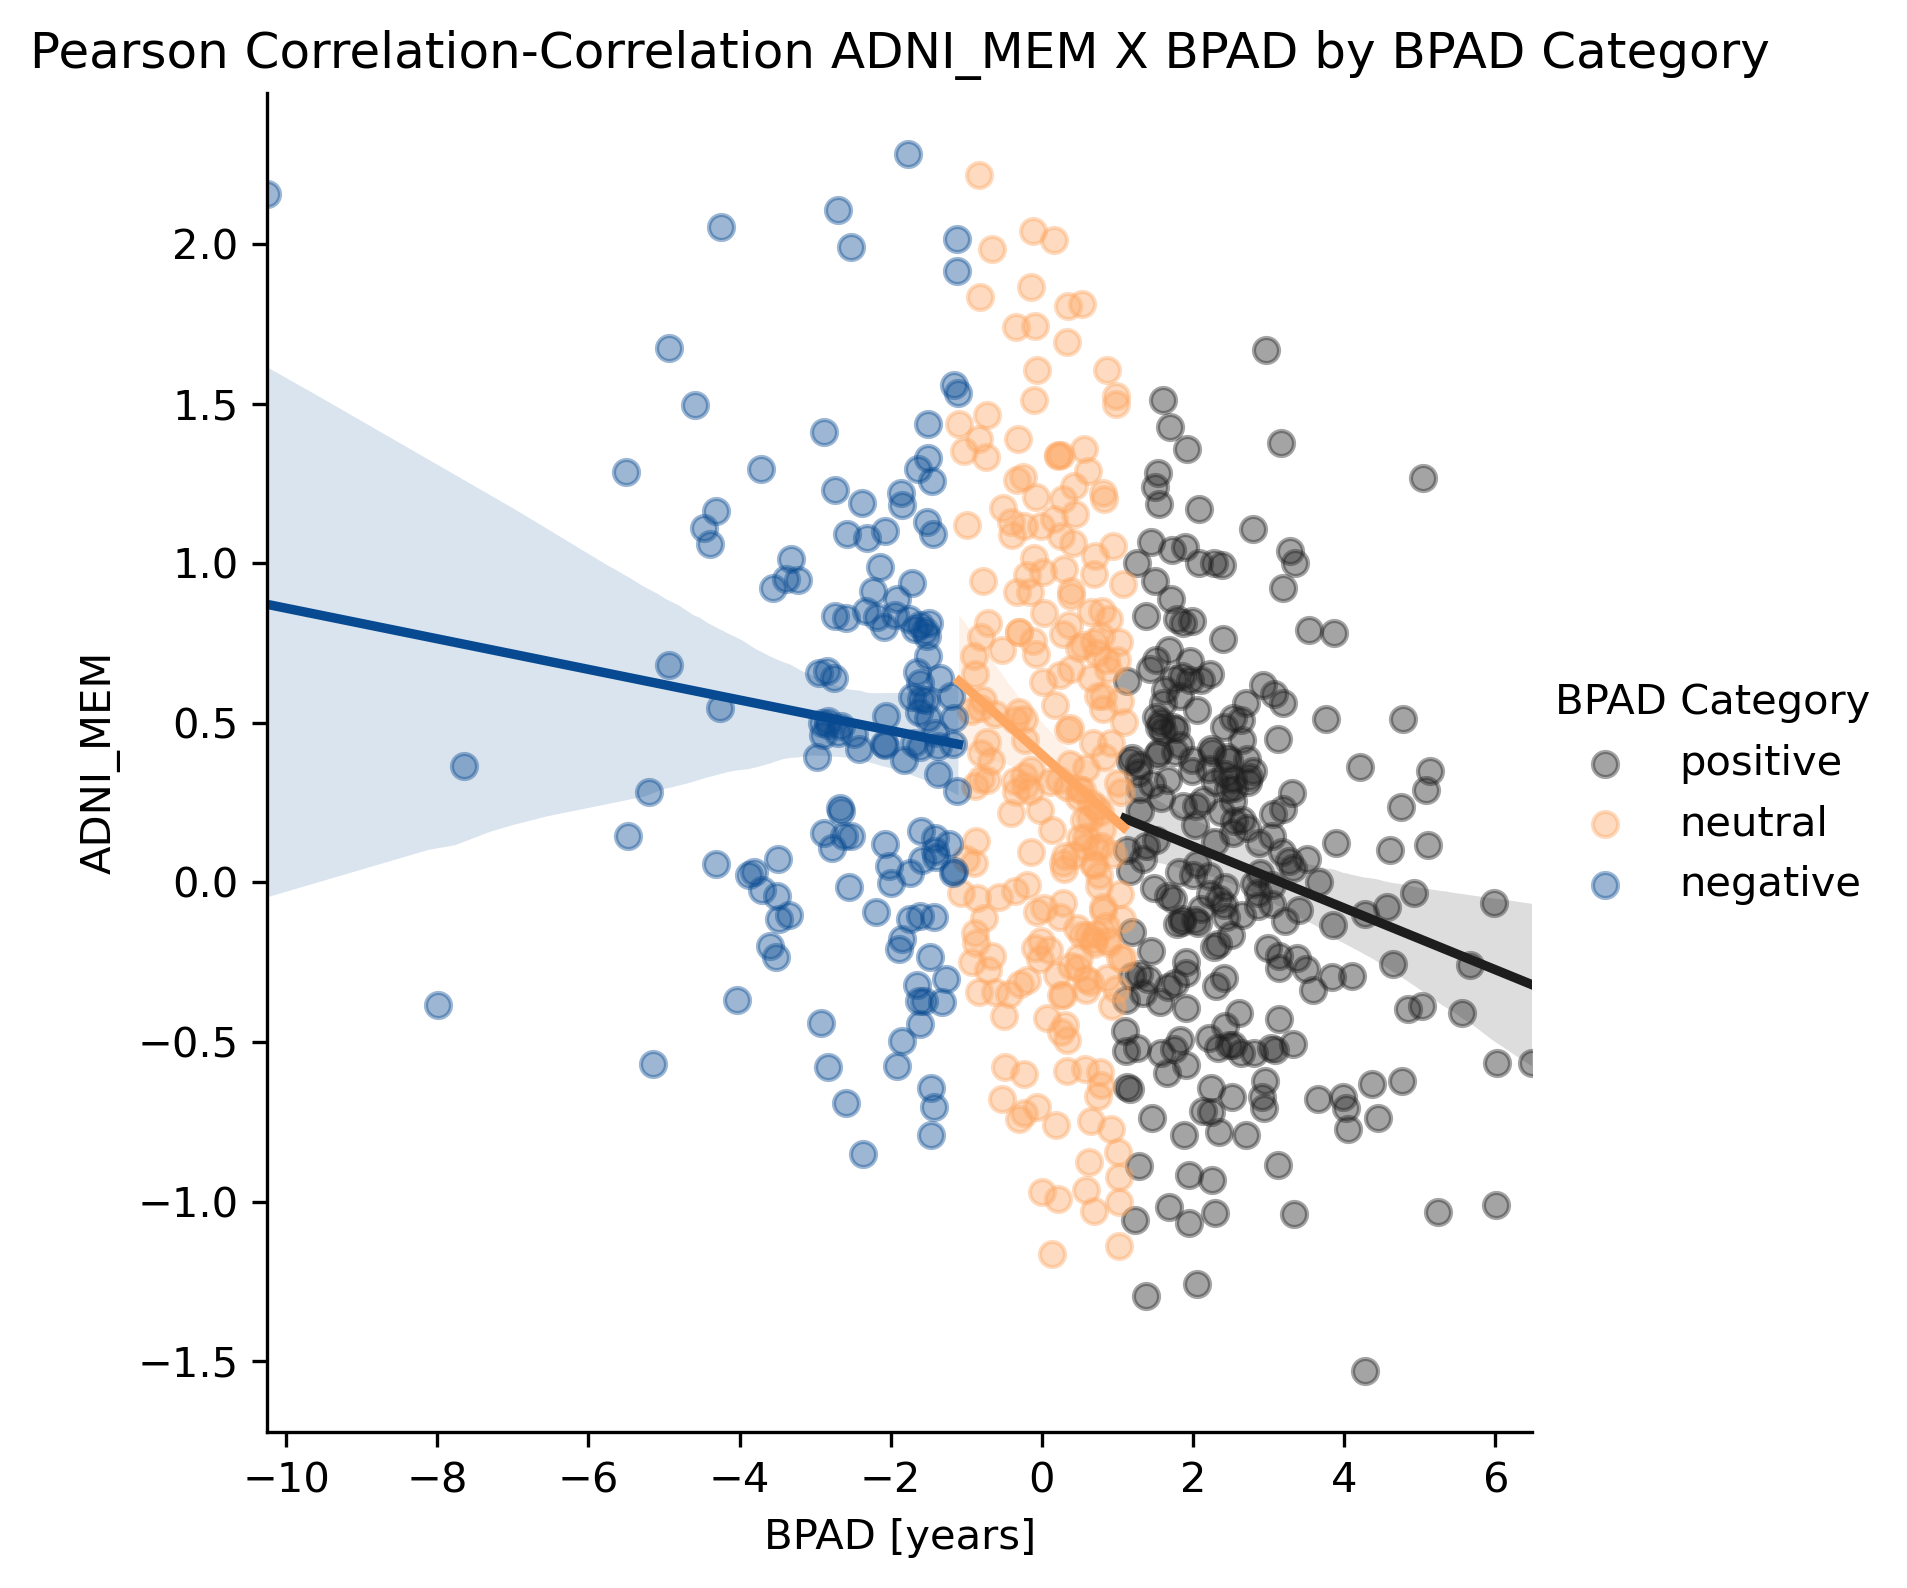 Pearson Correlation-Correlation ADNI_MEM X BPAD by BPAD Category
2.0
1.5
1.0
0.5
0.0
−0.5
−1.0
−1.5
ADNI_MEM
−10 −8 −6 −4 −2 0 2 4 6
BPAD [years]
BPAD Category
positive
neutral
negative